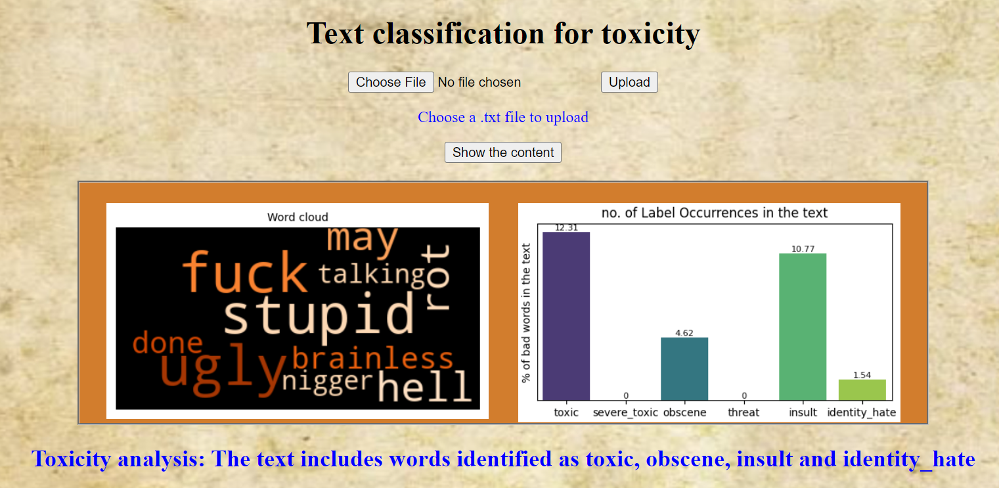 Text classification for toxicity
Choose File No file chosen Upload
Choose a .txt file to upload
Show the content
Word cloud
may
fuck
talking
rot
stupid
done
ugly
brainless
nigger
hell
no. of Label Occurrences in the text
% of bad words in the text
12.31
0
4.62
0
10.77
1.54
toxic severe_toxic obscene threat insult identity_hate
Toxicity analysis: The text includes words identified as toxic, obscene, insult and identity_hate